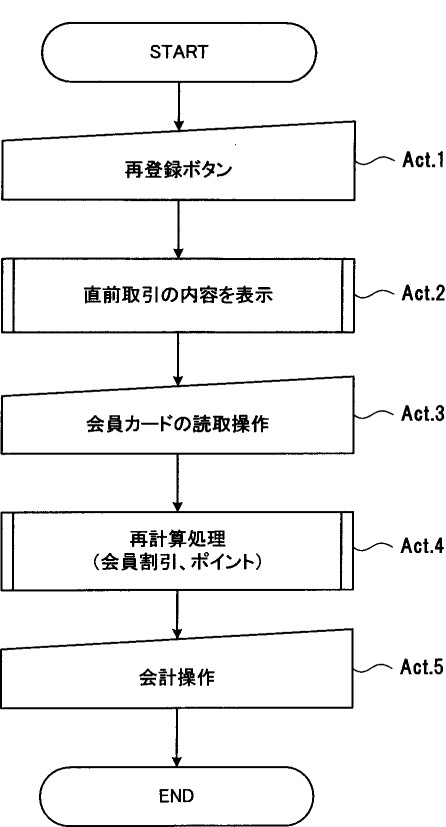 START
再登録ボタン
Act.1
直前取引の内容を表示
Act.2
会員カードの読取操作
Act.3
再計算処理
(会員割引、ポイント)
Act.4
会計操作
Act.5
END